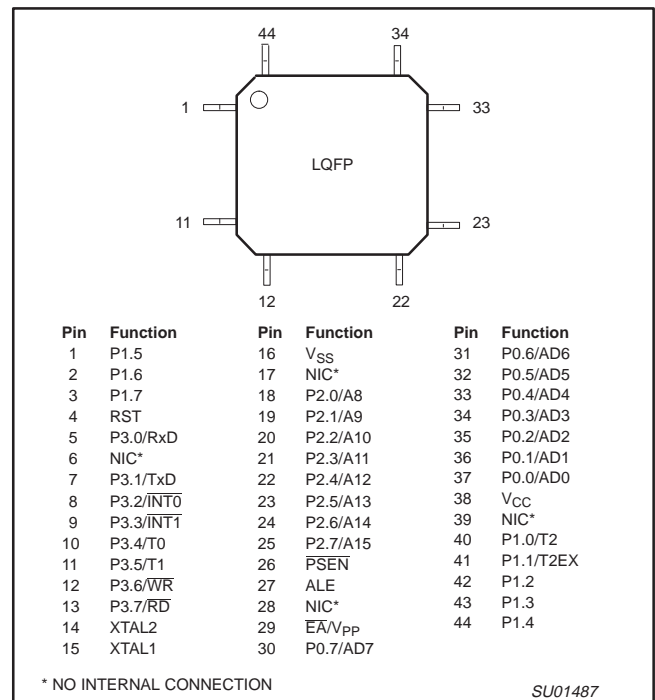 44 34
1 33
LQFP
11 23
12 22
Pin Function Pin Function Pin Function
1 P1.5 16 VSS 31 P0.6/AD6
2 P1.6 17 NIC* 32 P0.5/AD5
3 P1.7 18 P2.0/A8 33 P0.4/AD4
4 RST 19 P2.1/A9 34 P0.3/AD3
5 P3.0/RxD 20 P2.2/A10 35 P0.2/AD2
6 NIC* 21 P2.3/A11 36 P0.1/AD1
7 P3.1/TxD 22 P2.4/A12 37 P0.0/AD0
8 P3.2/INT0 23 P2.5/A13 38 VCC
9 P3.3/INT1 24 P2.6/A14 39 NIC*
10 P3.4/T0 25 P2.7/A15 40 P1.0/T2
11 P3.5/T1 26 PSEN 41 P1.1/T2EX
12 P3.6/WR 27 ALE 42 P1.2
13 P3.7/RD 28 NIC* 43 P1.3
14 XTAL2 29 EA/VPP 44 P1.4
15 XTAL1 30 P0.7/AD7
* NO INTERNAL CONNECTION
SU01487